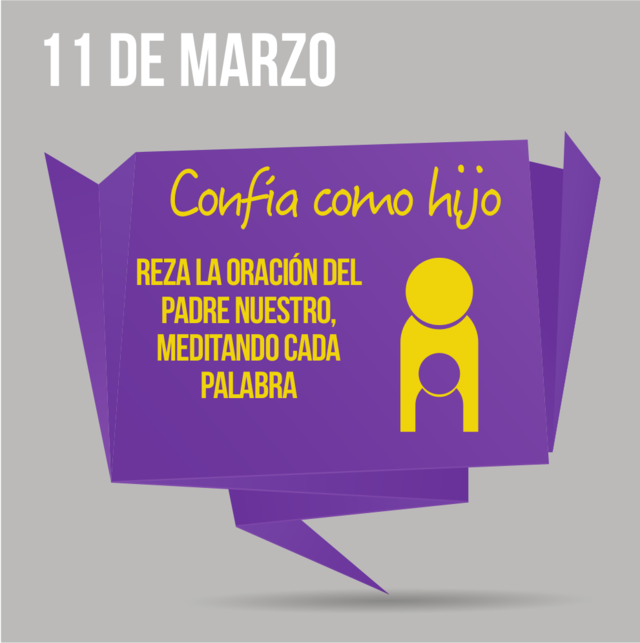 11 DE MARZO
Confía como hijo
REZA LA ORACIÓN DEL
PADRE NUESTRO,
MEDITANDO CADA
PALABRA